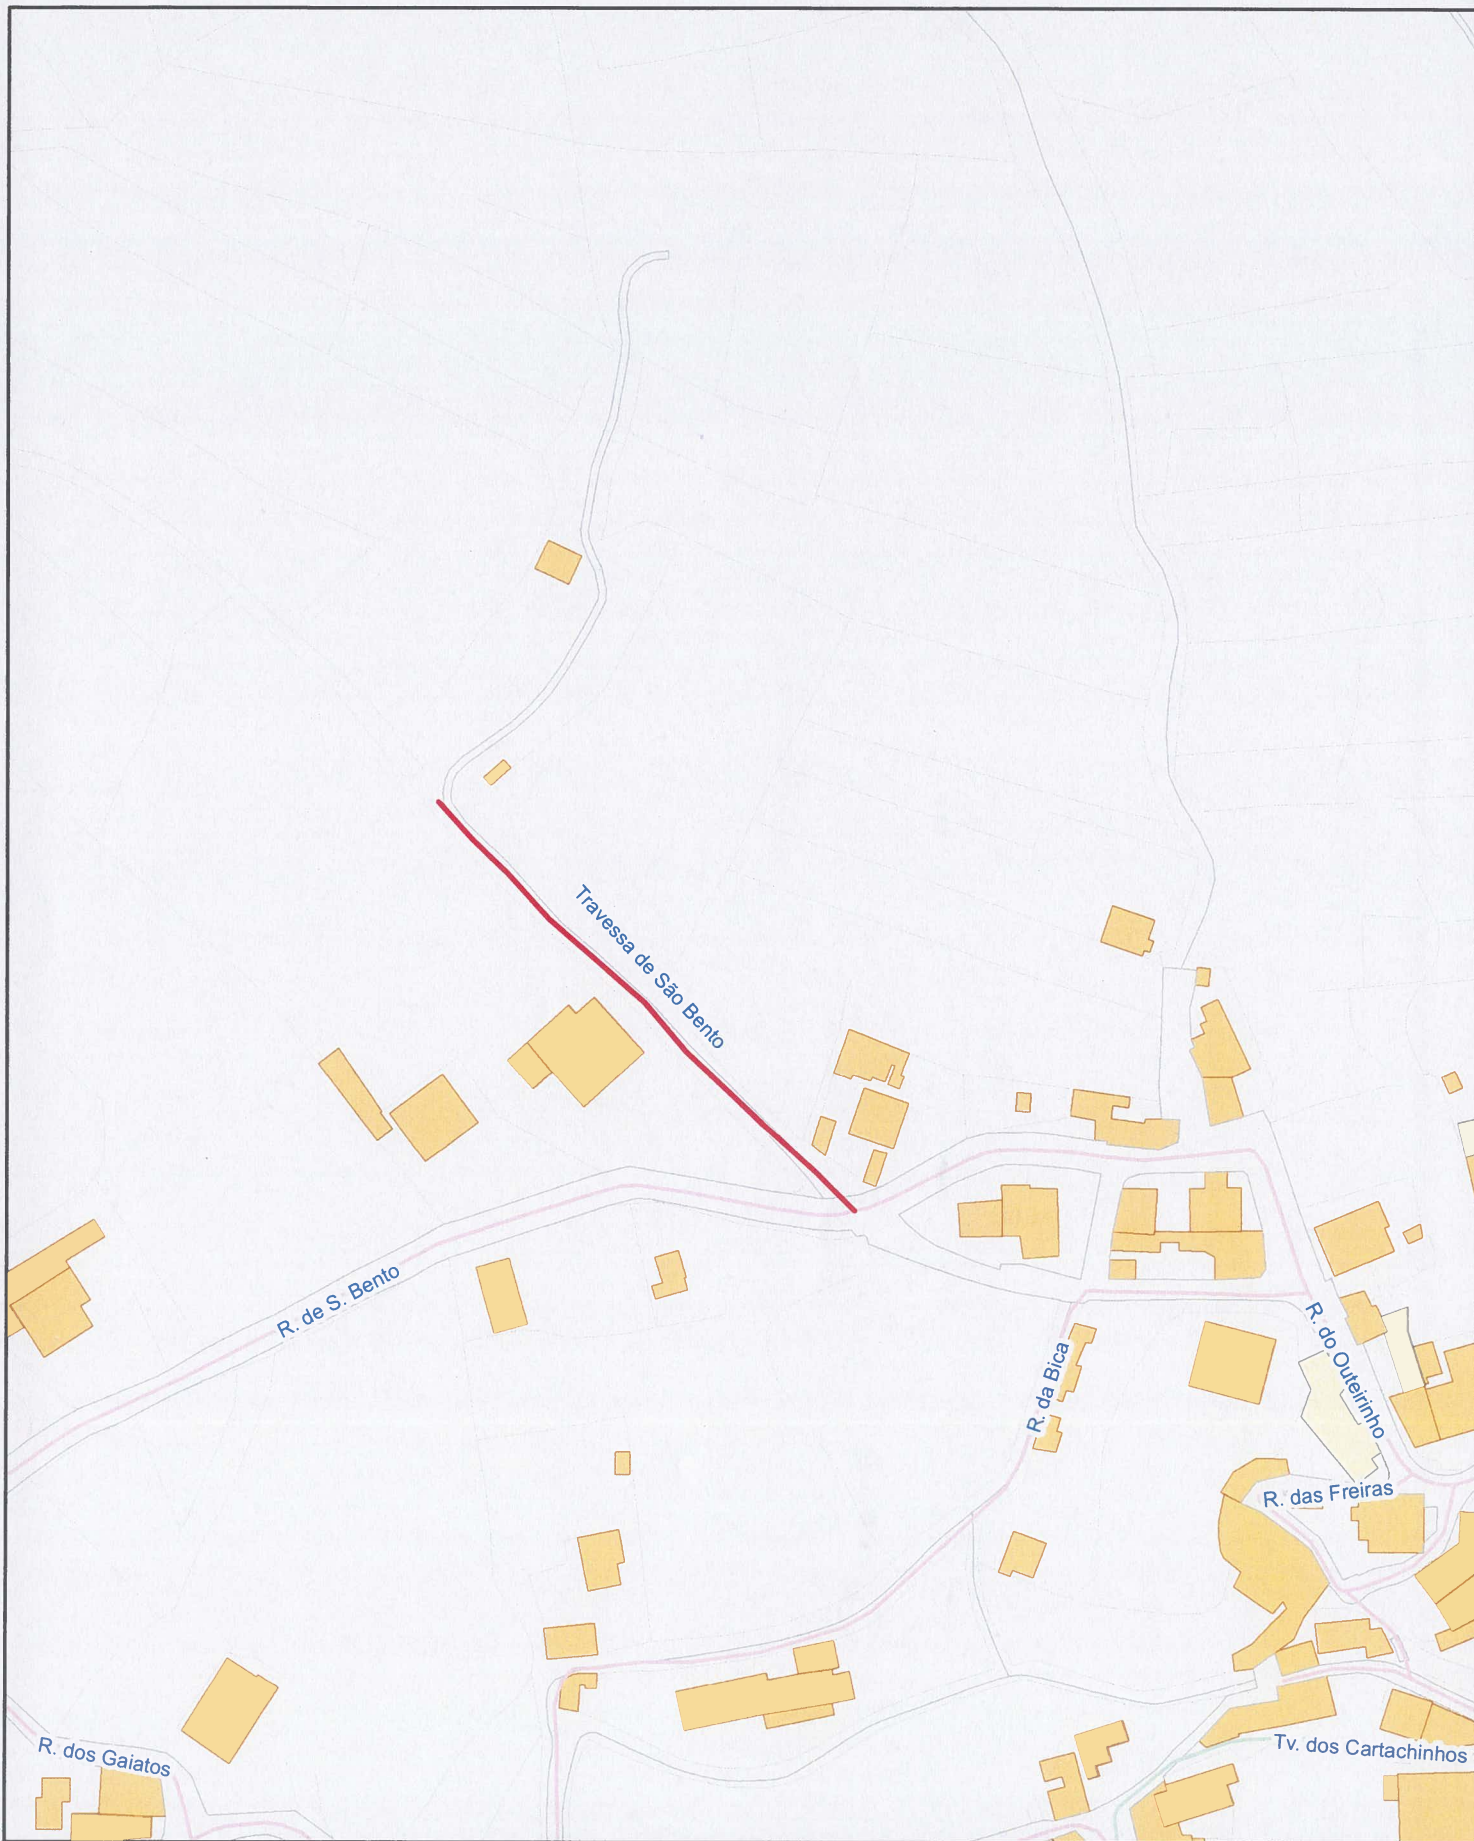 Travessa de São Bento
R. de S. Bento
R. da Bica
R. do Outeirinho
R. das Freiras
R. dos Gaiatos
Tv. dos Cartachinhos